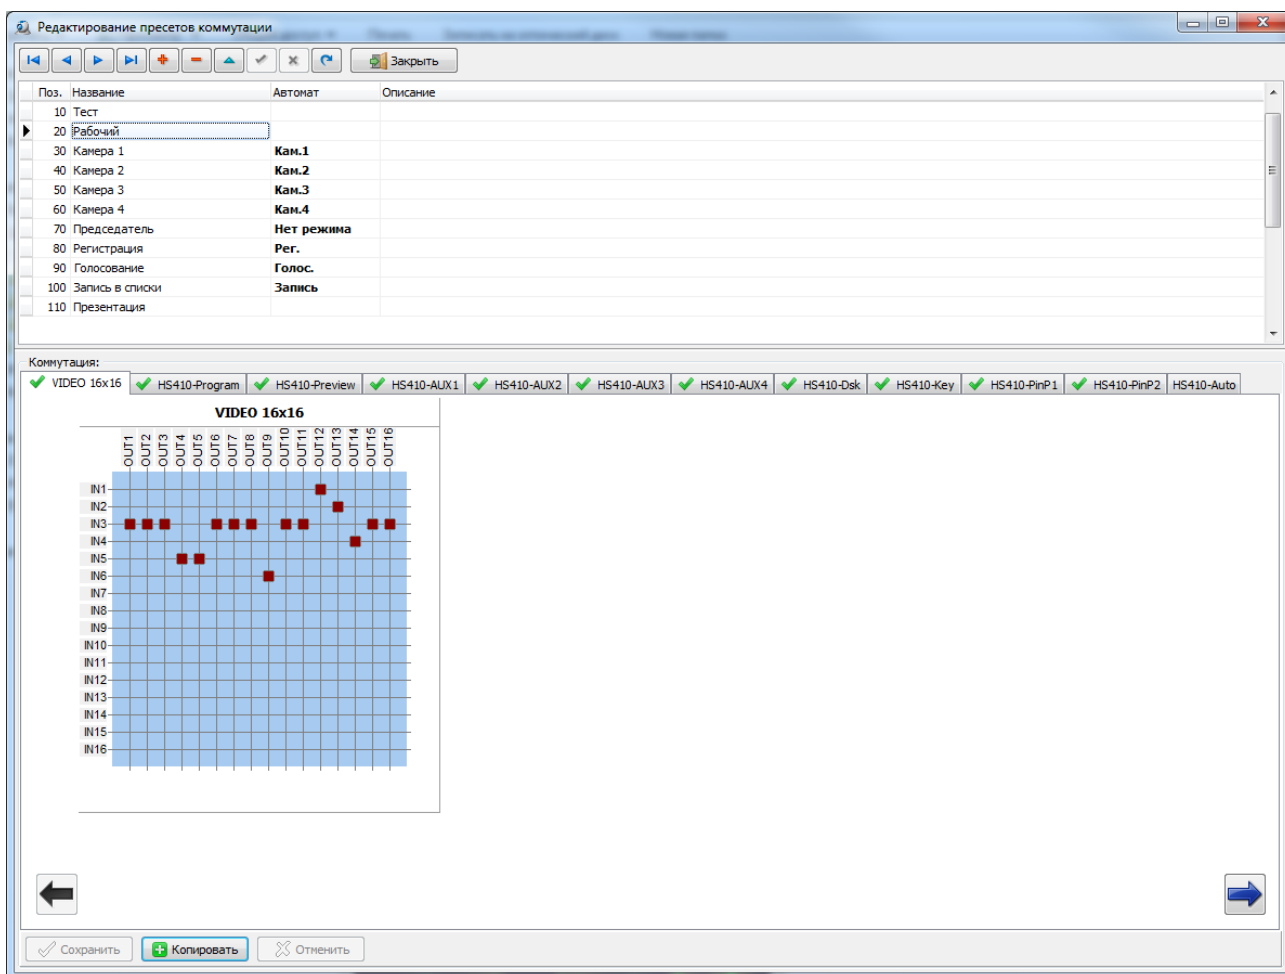 Редактирование пресетов коммутации
Закрыть
Поз. Название Автомат Описание
10 Тест
20 Рабочий
30 Камера 1 Кам.1
40 Камера 2 Кам.2
50 Камера 3 Кам.3
60 Камера 4 Кам.4
70 Председатель Нет режима
80 Регистрация Рег.
90 Голосование Голос.
100 Запись в списки Запись
110 Презентация
Коммутация:
VIDEO 16x16 HS410-Program HS410-Preview HS410-AUX1 HS410-AUX2 HS410-AUX3 HS410-AUX4 HS410-Dsk HS410-Key HS410-PinP1 HS410-PinP2 HS410-Auto
VIDEO 16x16
OUT1 OUT2 OUT3 OUT4 OUT5 OUT6 OUT7 OUT8 OUT9 OUT10 OUT11 OUT12 OUT13 OUT14 OUT15 OUT16
IN1
IN2
IN3
IN4
IN5
IN6
IN7
IN8
IN9
IN10
IN11
IN12
IN13
IN14
IN15
IN16
Сохранить Копировать Отменить